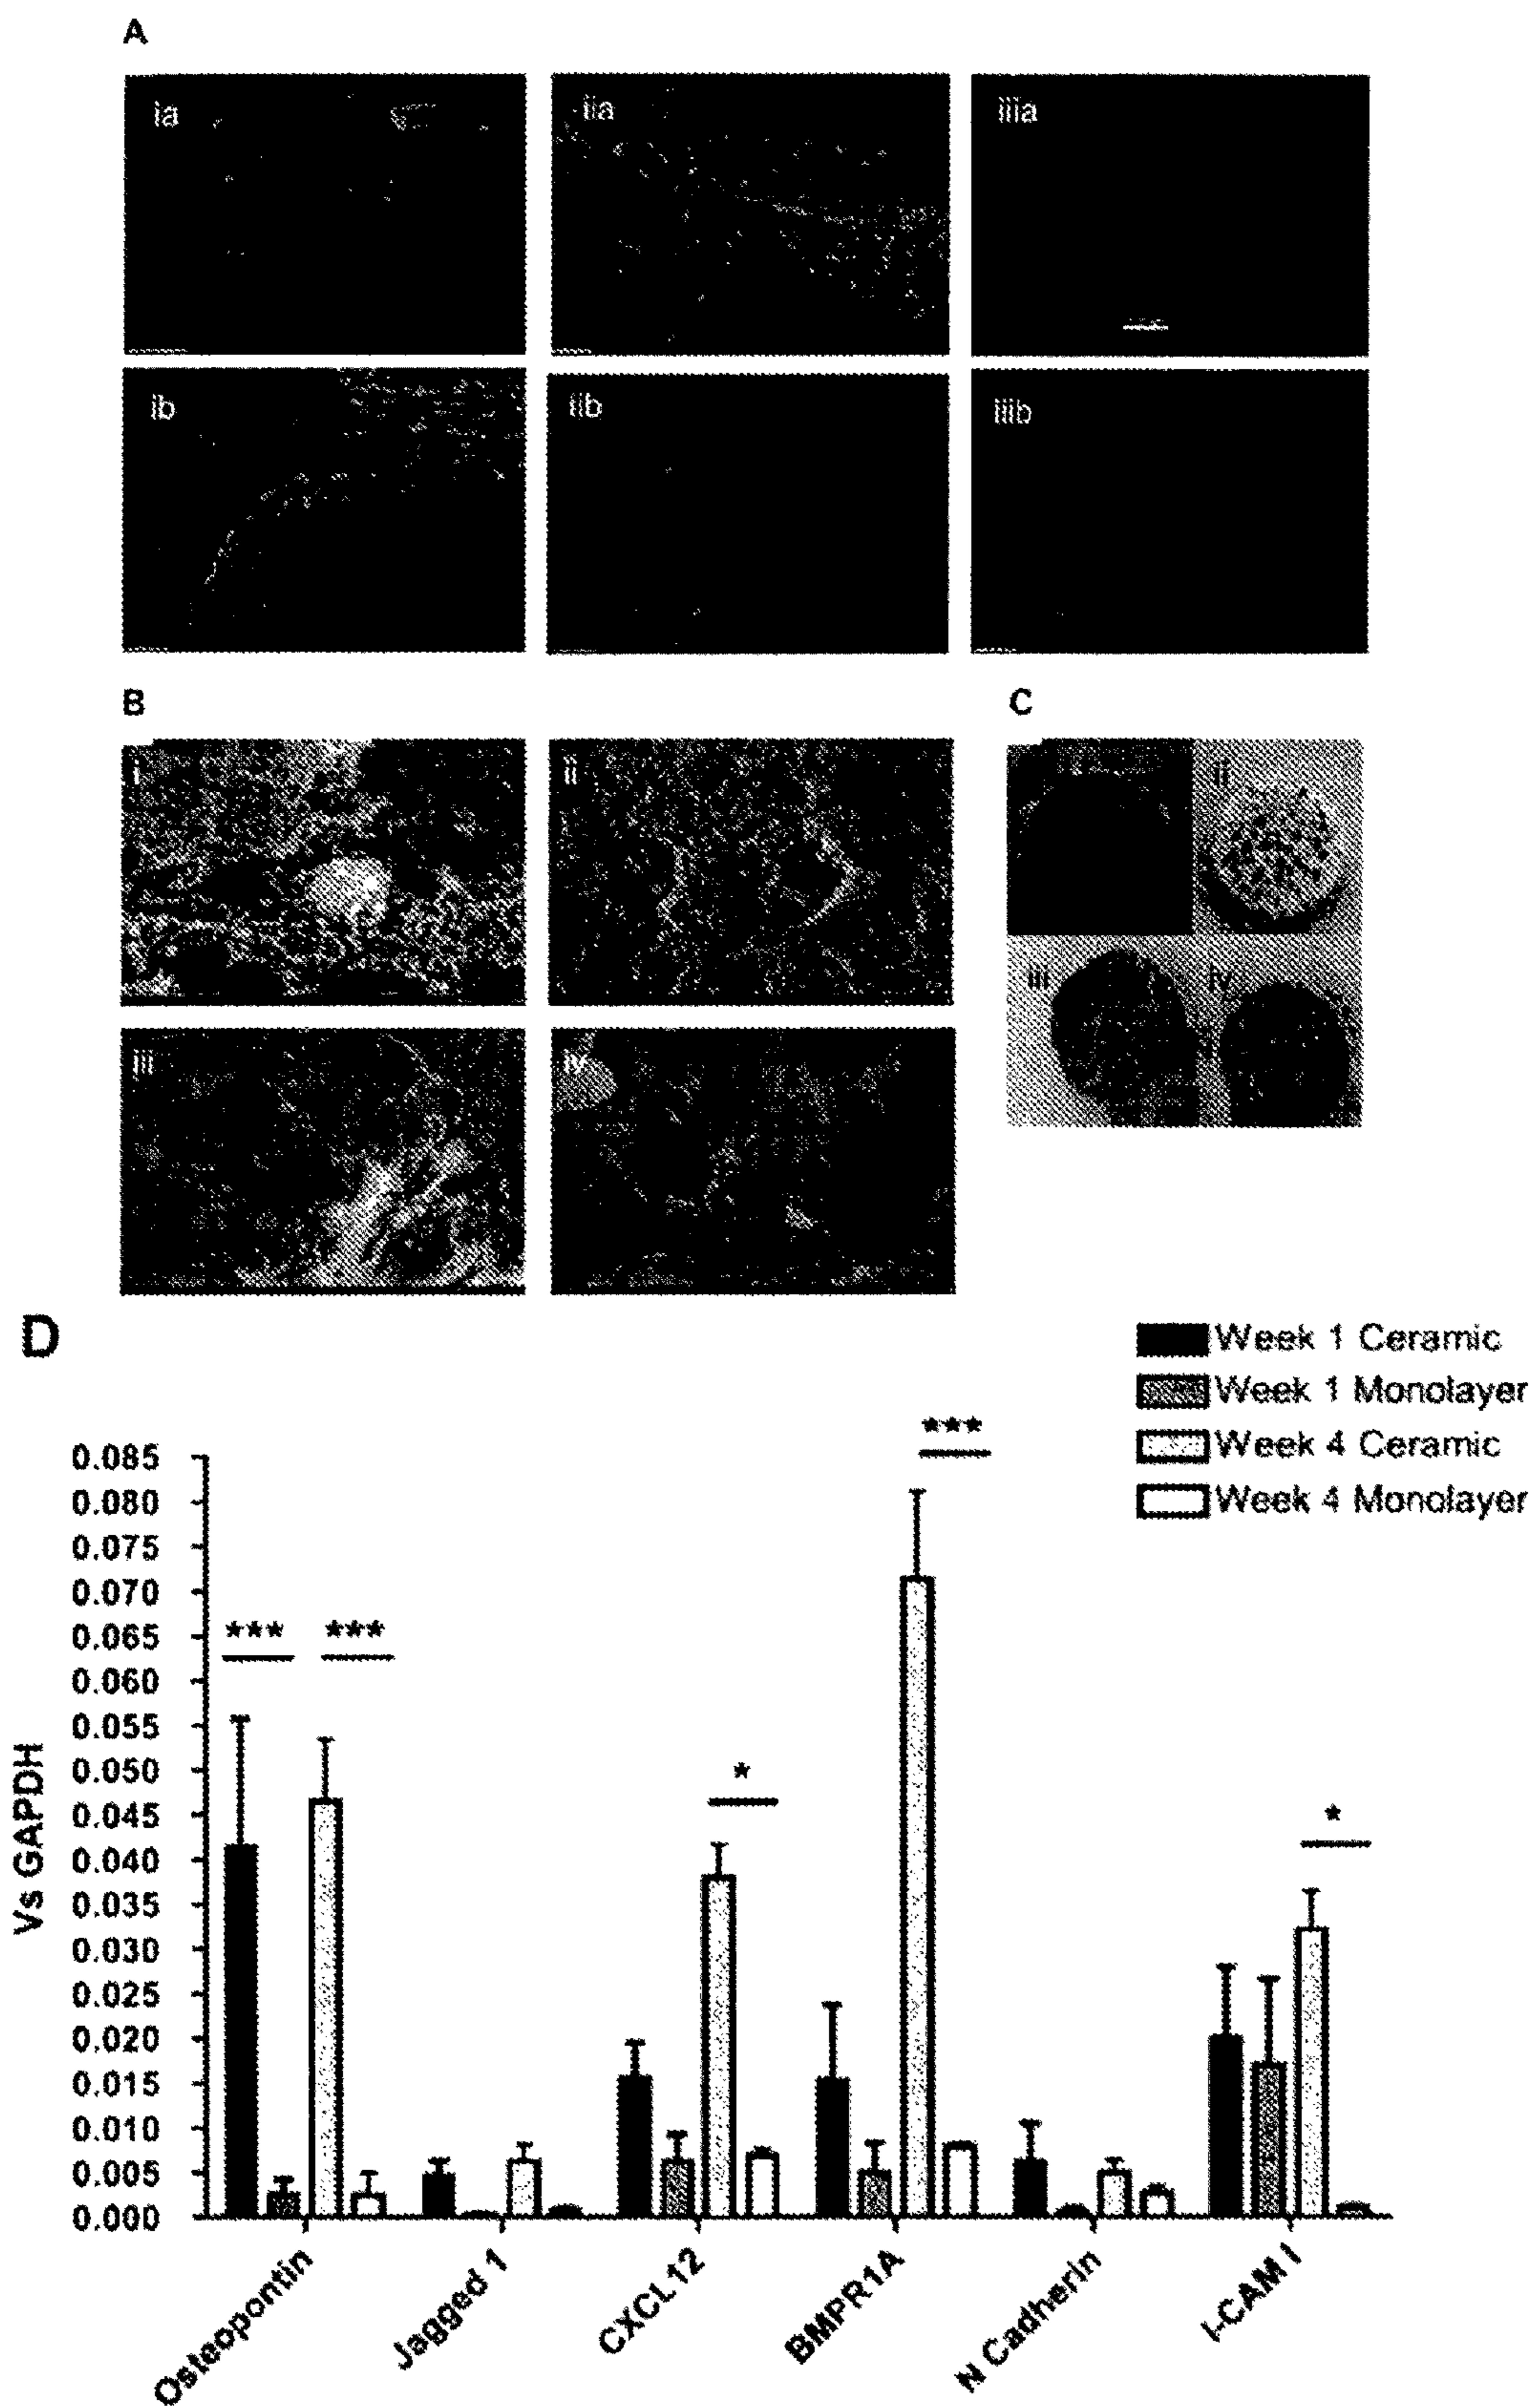 A
ia
iia
iiia
ib
iib
iiib
B
C
i
ii
ii
iii
iv
iii
iv
D
Week 1 Ceramic
Week 1 Monolayer
Week 4 Ceramic
Week 4 Monolayer
***
0.085
0.080
0.075
0.070
0.065
0.060
0.055
0.050
0.045
0.040
0.035
0.030
0.025
0.020
0.015
0.010
0.005
0.000
*** ***
*
*
Vs GAPDH
Osteopontin
Jagged 1
CXCL12
BMPR1A
N Cadherin
I-CAM I